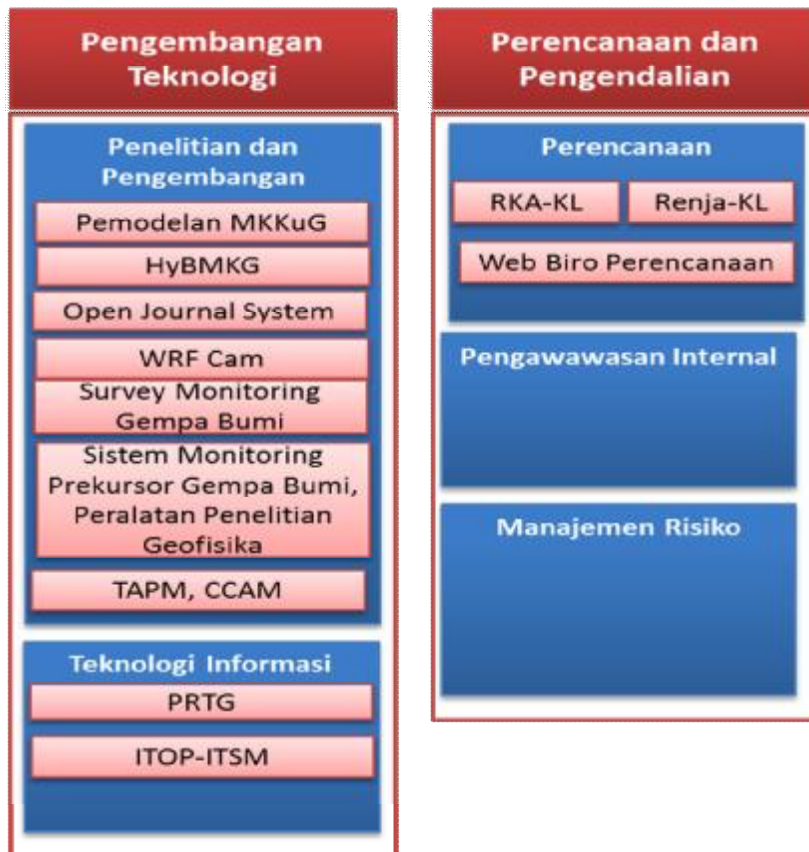 Pengembangan
Teknologi
Penelitian dan
Pengembangan
Pemodelan MKKuG
HyBMKG
Open Journal System
WRF Cam
Survey Monitoring
Gempa Bumi
Sistem Monitoring
Prekursor Gempa Bumi,
Peralatan Penelitian
Geofisika
TAPM, CCAM
Teknologi Informasi
PRTG
ITOP-ITSM
Perencanaan dan
Pengendalian
Perencanaan
RKA-KL
Renja-KL
Web Biro Perencanaan
Pengawawasan Internal
Manajemen Risiko